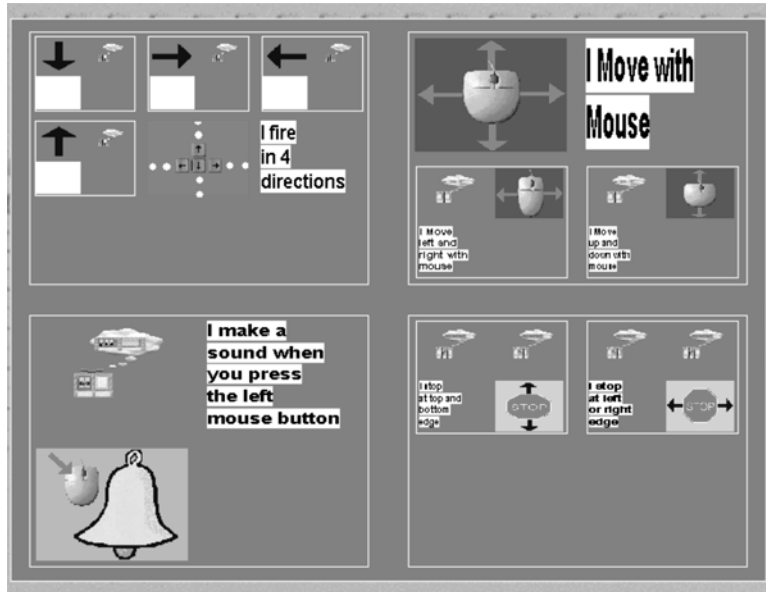 I fire
in 4
directions
I Move with
Mouse
I Move
left and
right with
mouse
I Move
up and
down with
mouse
I make a
sound when
you press
the left
mouse button
I stop
at top and
bottom
edge
STOP
I stop
at left
or right
edge
STOP